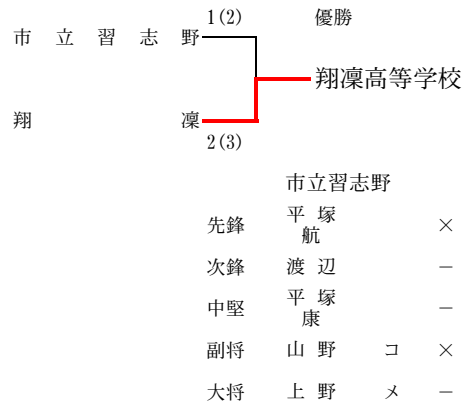 1(2) 優勝
市立習志野
翔凜高等学校
翔凜
2(3)
市立習志野
先鋒 平塚航 ×
次鋒 渡辺 －
中堅 平塚康 －
副将 山野 コ ×
大将 上野 メ －